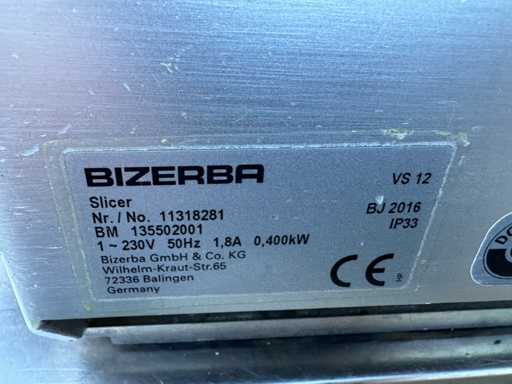 BIZERBA
VS 12
Slicer
Nr. / No. 11318281
BJ 2016
BM 135502001
IP33
1 ~ 230V 50Hz 1,8A 0,400kW
Bizerba GmbH & Co. KG
Wilhelm-Kraut-Str.65
72336 Balingen
Germany
CE